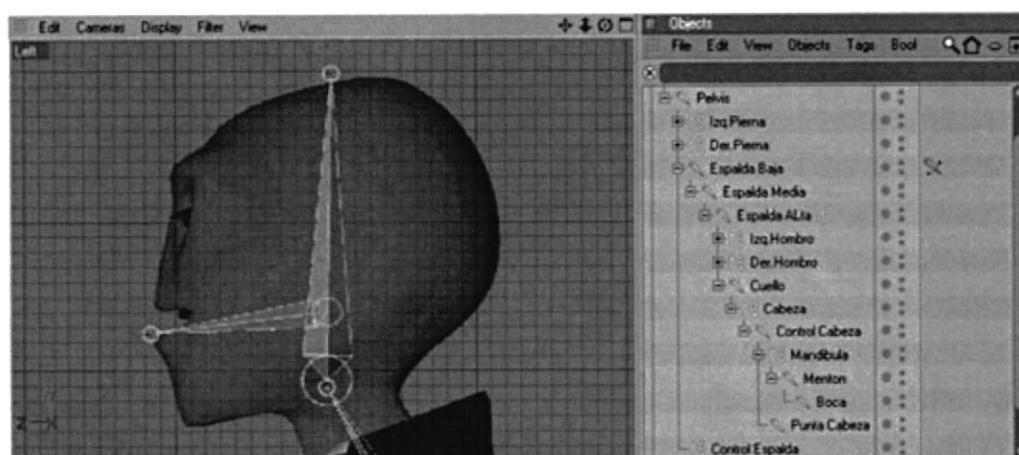 Edit Cameras Display Filter View
Left
Z X
Objects
File Edit View Objects Tags Bool
Pelvis
Izq.Pierna
Der.Pierna
Espalda Baja
Espalda Media
Espalda ALta
Izq.Hombro
Der.Hombro
Cuello
Cabeza
Control Cabeza
Mandibula
Menton
Boca
Punta Cabeza
Control Espalda